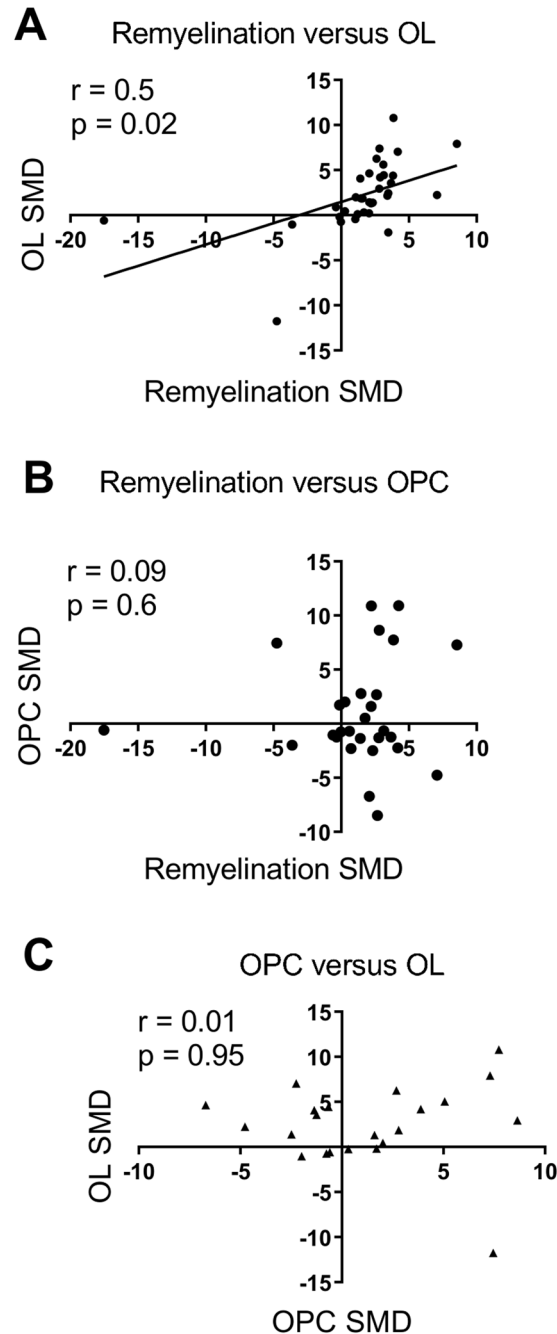 A
Remyelination versus OL
r = 0.5
p = 0.02
15
10
5
-20 -15 -10 -5 5 10
-5
-10
-15
OL SMD
Remyelination SMD
B
Remyelination versus OPC
r = 0.09
p = 0.6
15
10
5
-20 -15 -10 -5 5 10
-5
-10
OPC SMD
Remyelination SMD
C
OPC versus OL
r = 0.01
p = 0.95
15
10
5
-10 -5 5 10
-5
-10
-15
OL SMD
OPC SMD